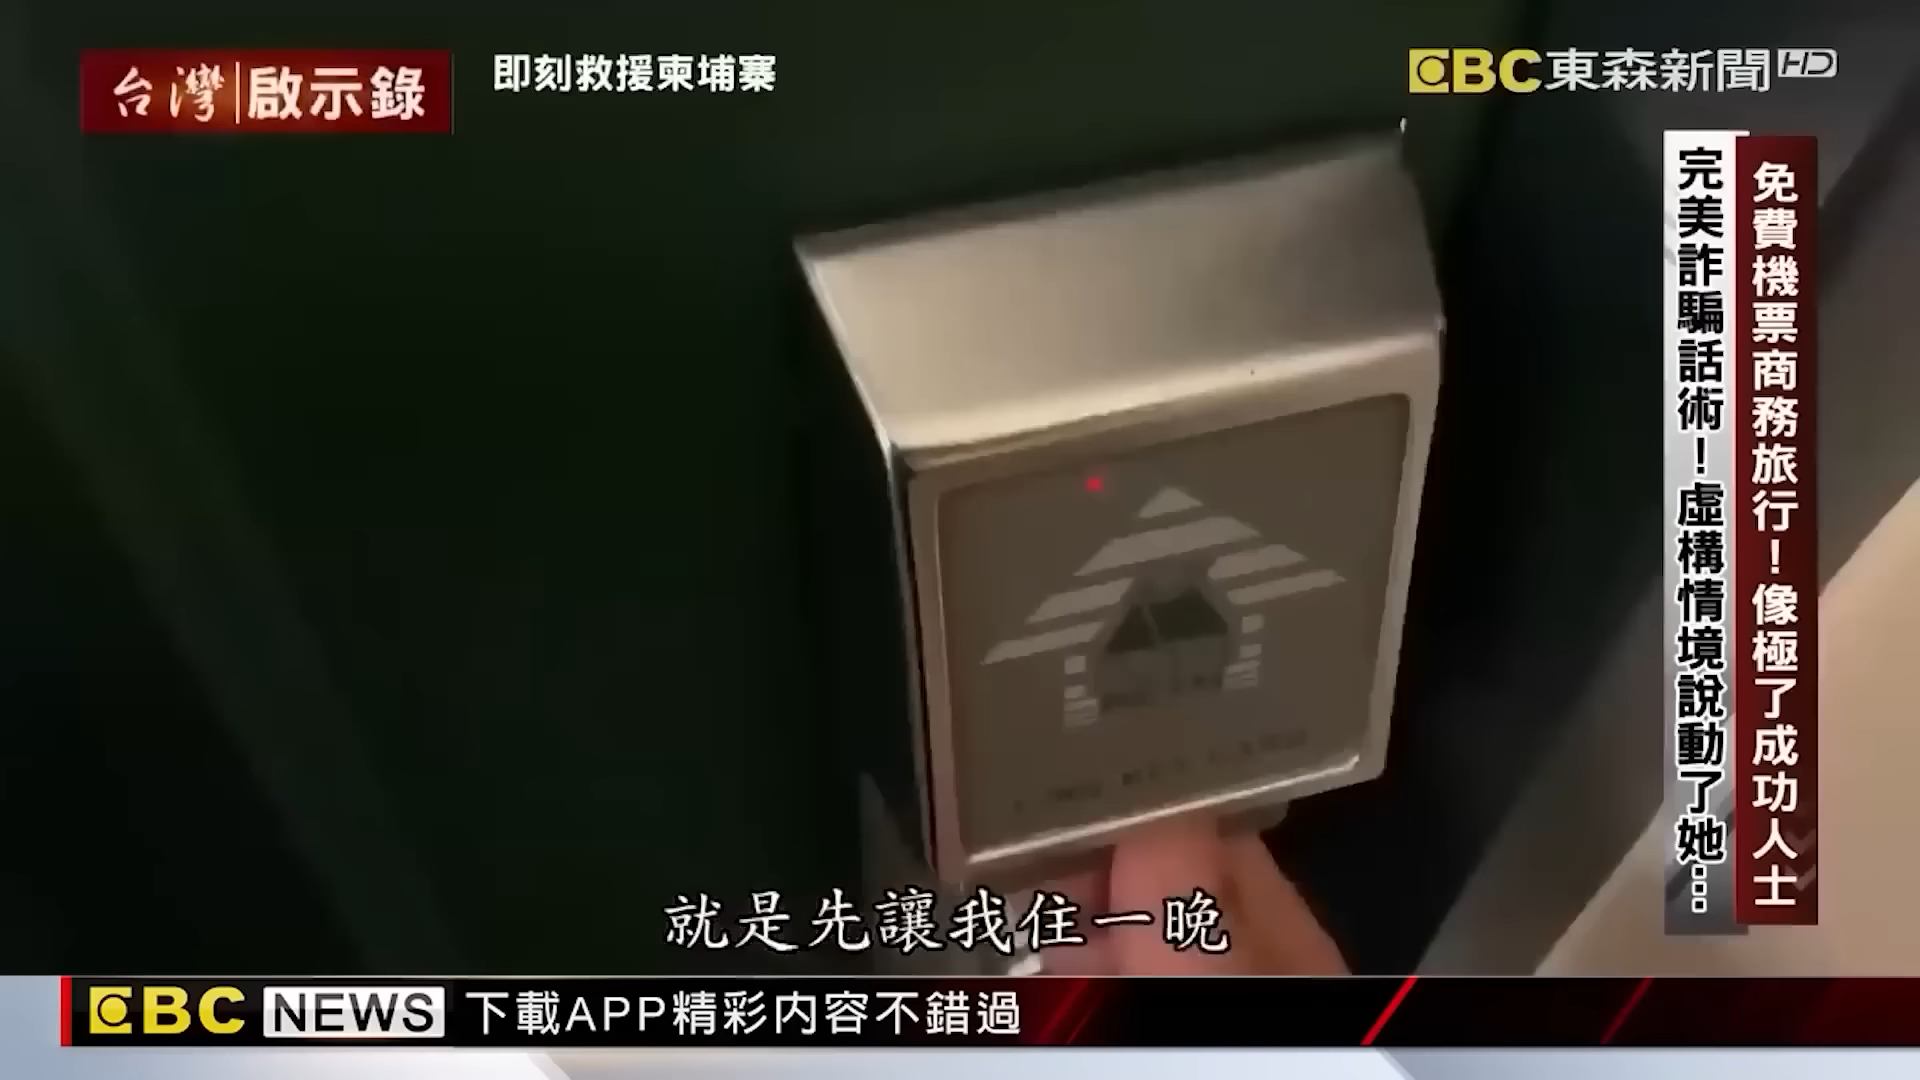 台灣啟示錄
即刻救援柬埔寨
EBC東森新聞HD
免費機票商務旅行！像極了成功人士
完美詐騙話術！虛構情境說動了她…
就是先讓我住一晚
EBC NEWS 下載APP精彩內容不錯過